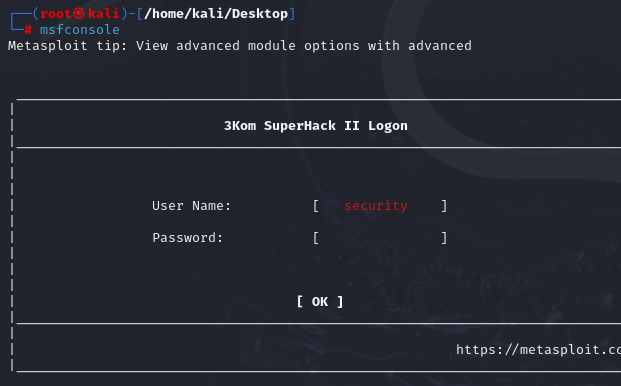 (root㉿kali)-[/home/kali/Desktop]
# msfconsole
Metasploit tip: View advanced module options with advanced
3Kom SuperHack II Logon
User Name: [ security ]
Password: [ ]
[ OK ]
https://metasploit.co